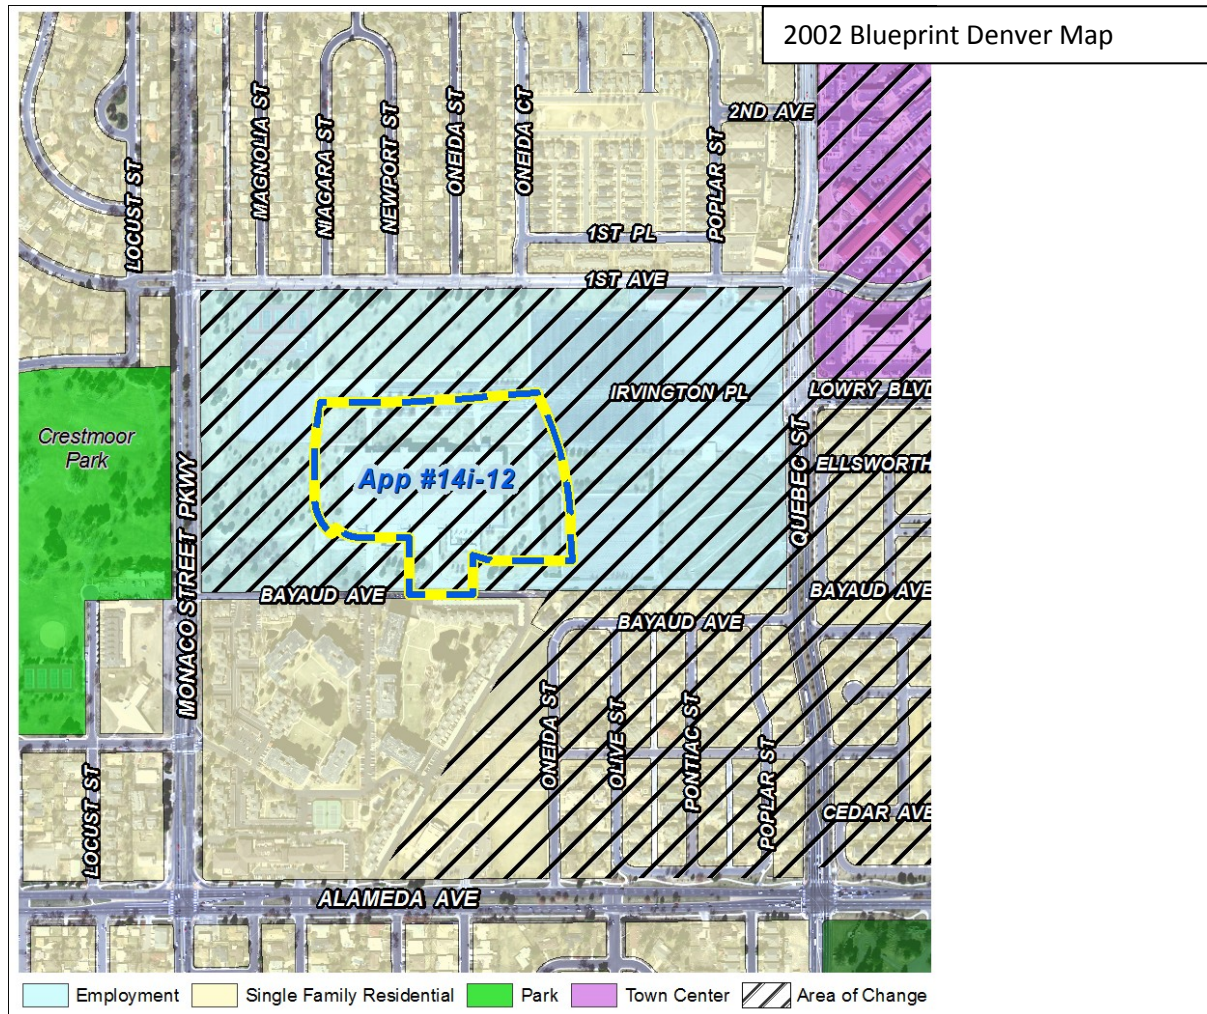 2002 Blueprint Denver Map
2ND AVE
MAGNOLIA ST
NIAGARA ST
NEWPORT ST
ONEIDA ST
ONEIDA CT
POPLAR ST
LOCUST ST
1ST PL
1ST AVE
IRVINGTON PL
LOWRY BLVD
Crestmoor
Park
MONACO STREET PKWY
App #14i-12
QUEBEC ST
ELLSWORTH
BAYAUD AVE
BAYAUD AVE
BAYAUD AVE
ONEIDA ST
OLIVE ST
PONTIAC ST
POPLAR ST
LOCUST ST
CEDAR AVE
ALAMEDA AVE
Employment
Single Family Residential
Park
Town Center
Area of Change